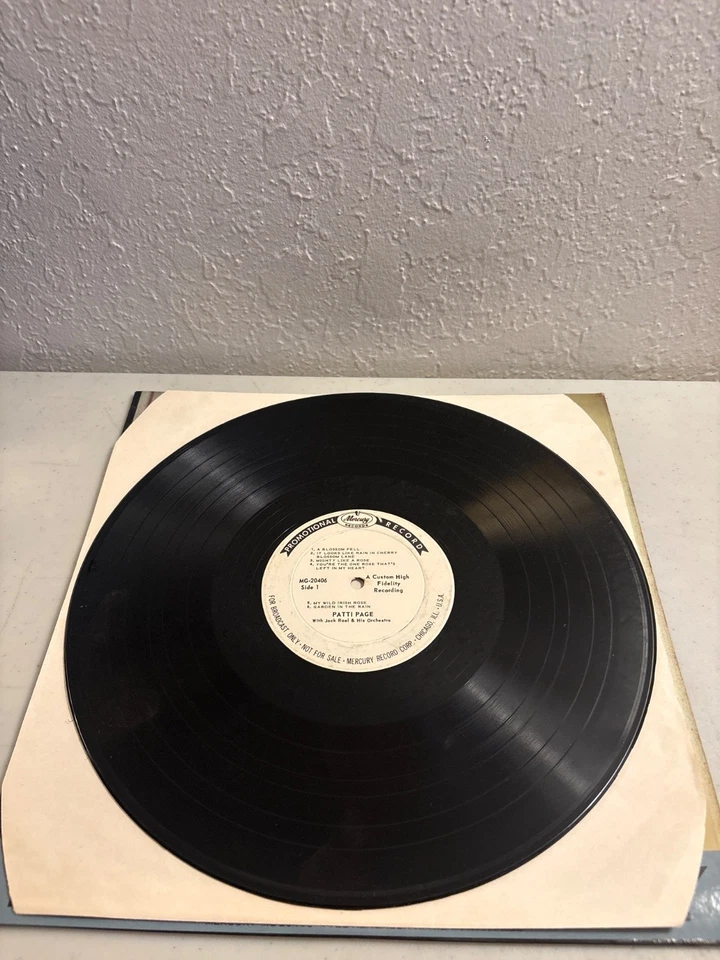 PROMOTIONAL Mercury RECORDS RECORD
1. A BLOSSOM FELL
2. IT LOOKS LIKE RAIN IN CHERRY
BLOSSOM LANE
3. MIGHTY LIKE A ROSE
4. YOU'RE THE ONE ROSE THAT'S
LEFT IN MY HEART
MG-20406
Side 1
A Custom High
Fidelity
Recording
5. MY WILD IRISH ROSE
6. GARDEN IN THE RAIN
PATTI PAGE
With Jack Rael & His Orchestra
FOR BROADCAST ONLY • NOT FOR SALE • MERCURY RECORD CORP. • CHICAGO, ILL. • U.S.A.